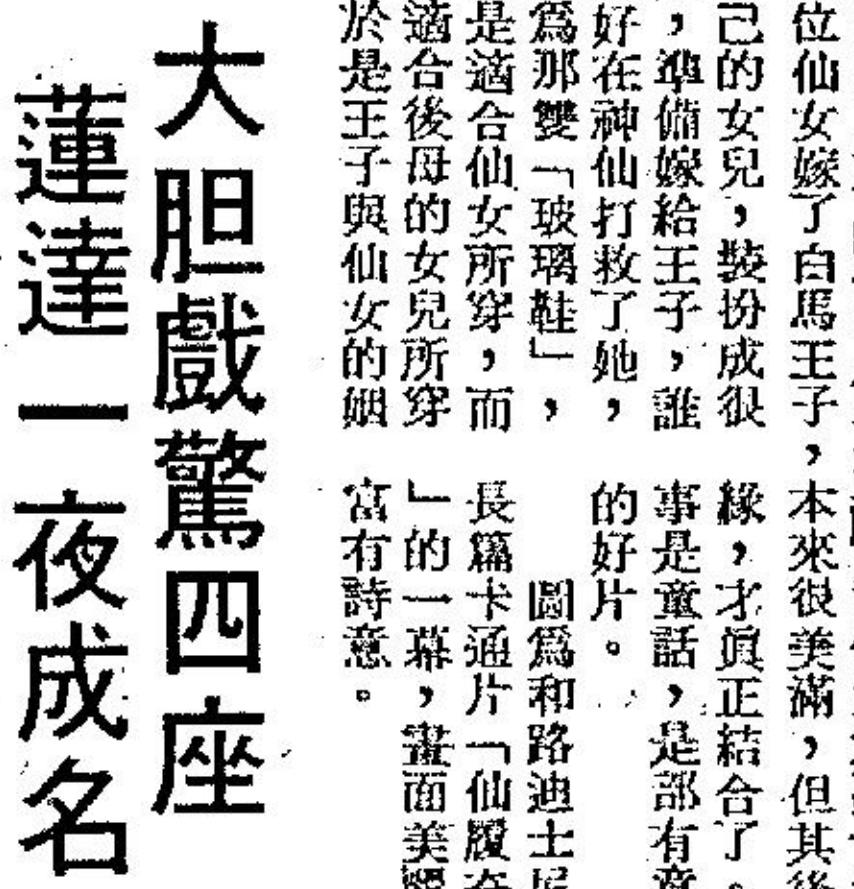 位仙女嫁了白馬王子，本來很美滿，但其後
己的女兒，裝扮成很
，準備嫁給王子，誰
好在神仙打救了她，
爲那雙「玻璃鞋」，
是適合仙女所穿，而
適合後母的女兒所穿
於是王子與仙女的姻
緣，才眞正結合了。
事是童話，是部有意
的好片。
圖爲和路迪士尼
長篇卡通片「仙履奇
」的一幕，畫面美麗
富有詩意。
大胆戲驚四座
蓮達一夜成名